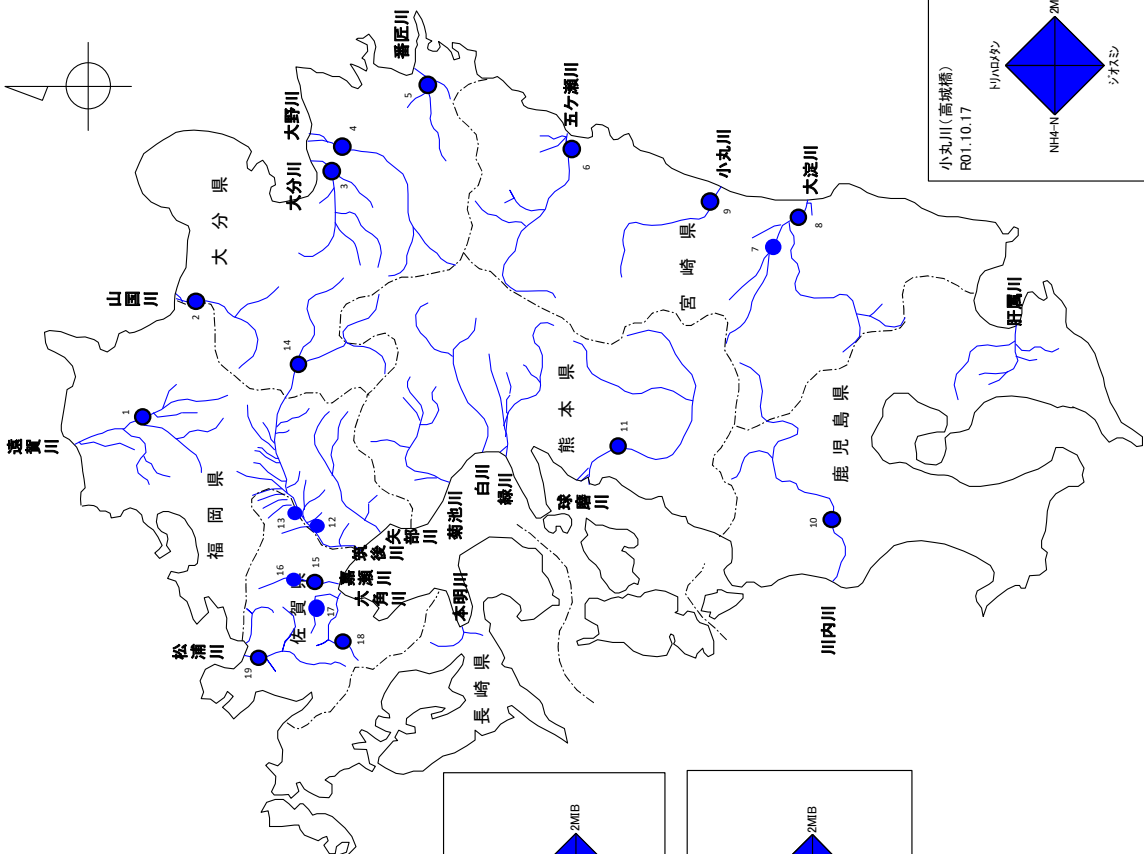 遠賀川
1
山国川
2
大分県
大分川
3
大野川
4
番匠川
5
五ケ瀬川
6
小丸川
9
宮崎県
7
大淀川
8
肝属川
鹿児島県
10
川内川
熊本県
11
球磨川
緑川
白川
菊池川
矢部川
筑後川
嘉瀬川
六角川
本明川
長崎県
福岡県
14
13
12
16
15
佐賀県
17
18
19
松浦川
小丸川(高城橋)
R01.10.17
トリハロメタン
2M
NH4-N
ジオスミン
2MIB
2MIB